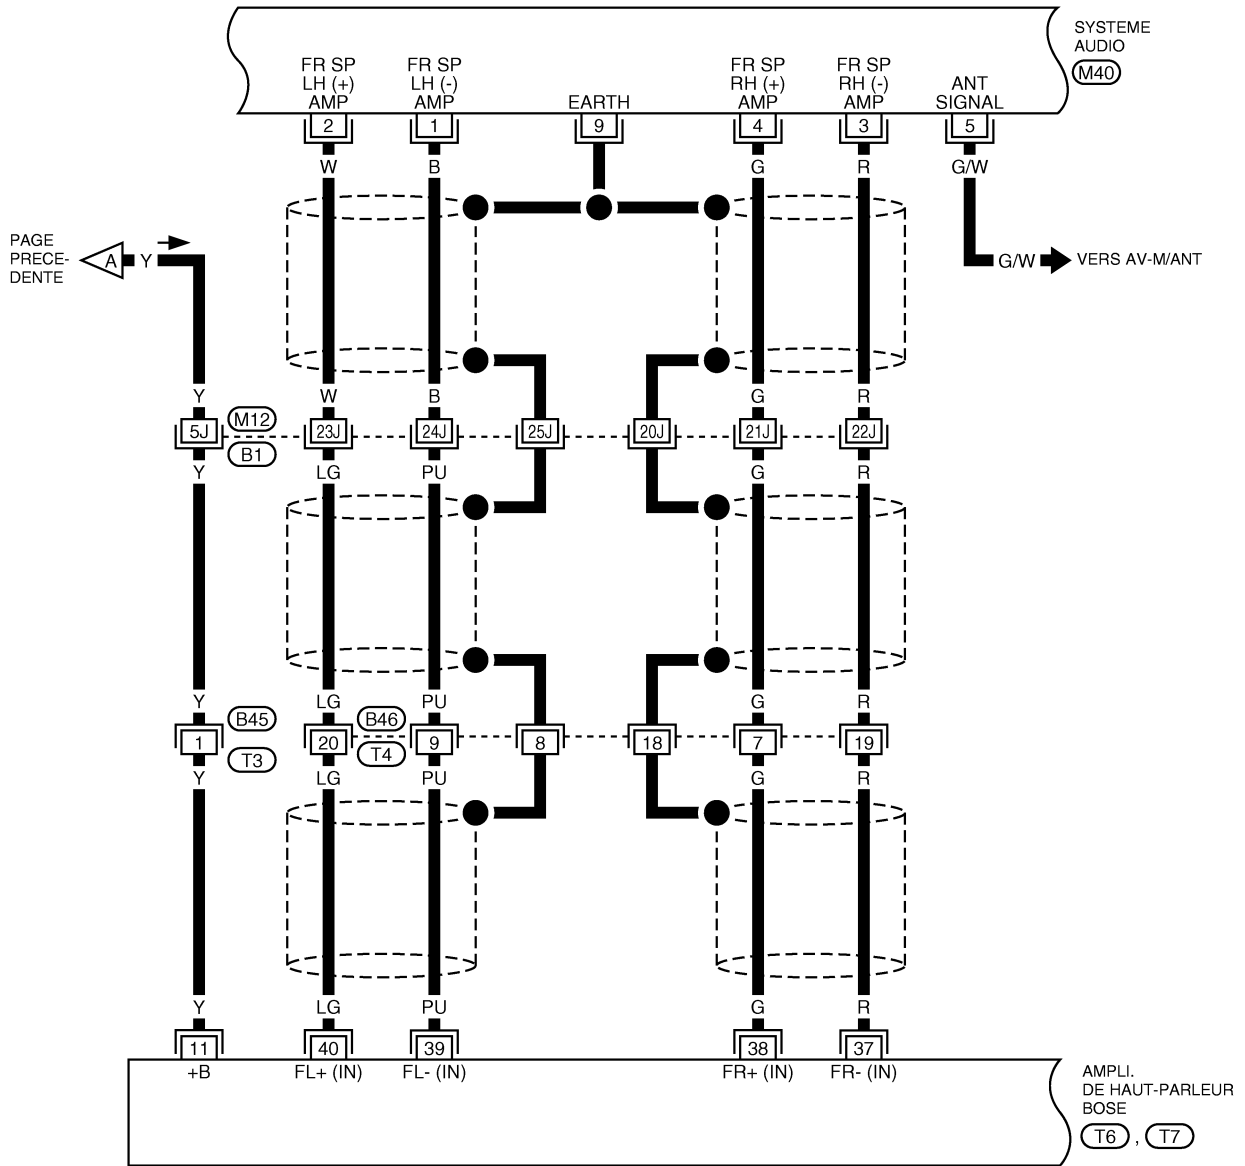 SYSTEME
AUDIO
M40
FR SP
LH (+)
AMP
FR SP
LH (-)
AMP
EARTH
FR SP
RH (+)
AMP
FR SP
RH (-)
AMP
ANT
SIGNAL
2 1 9 4 3 5
W B G R G/W
PAGE
PRECE-
DENTE
A Y
G/W VERS AV-M/ANT
Y W B G R
M12
5J 23J 24J 25J 20J 21J 22J
B1
Y LG PU G R
Y LG PU G R
B45 B46
1 20 9 8 18 7 19
T3 T4
Y LG PU G R
Y LG PU G R
11 40 39 38 37
+B FL+ (IN) FL- (IN) FR+ (IN) FR- (IN)
AMPLI.
DE HAUT-PARLEUR
BOSE
T6 , T7